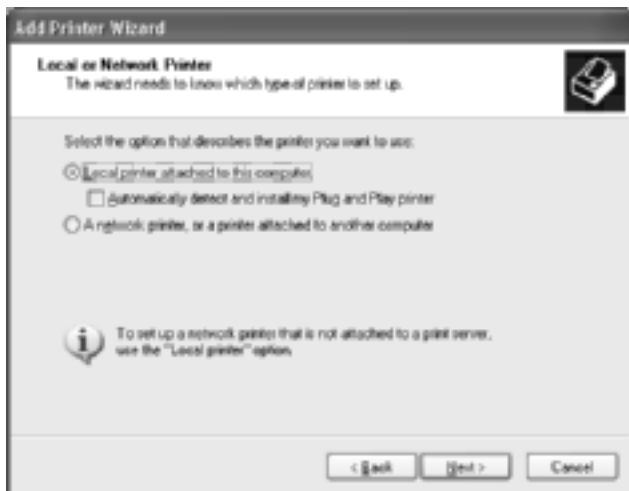 Add Printer Wizard
Local or Network Printer
The wizard needs to know which type of printer to set up.
Select the option that describes the printer you want to use:
Local printer attached to this computer
Automatically detect and install my Plug and Play printer
A network printer, or a printer attached to another computer
To set up a network printer that is not attached to a print server,
use the "Local printer" option.
< Back Next > Cancel